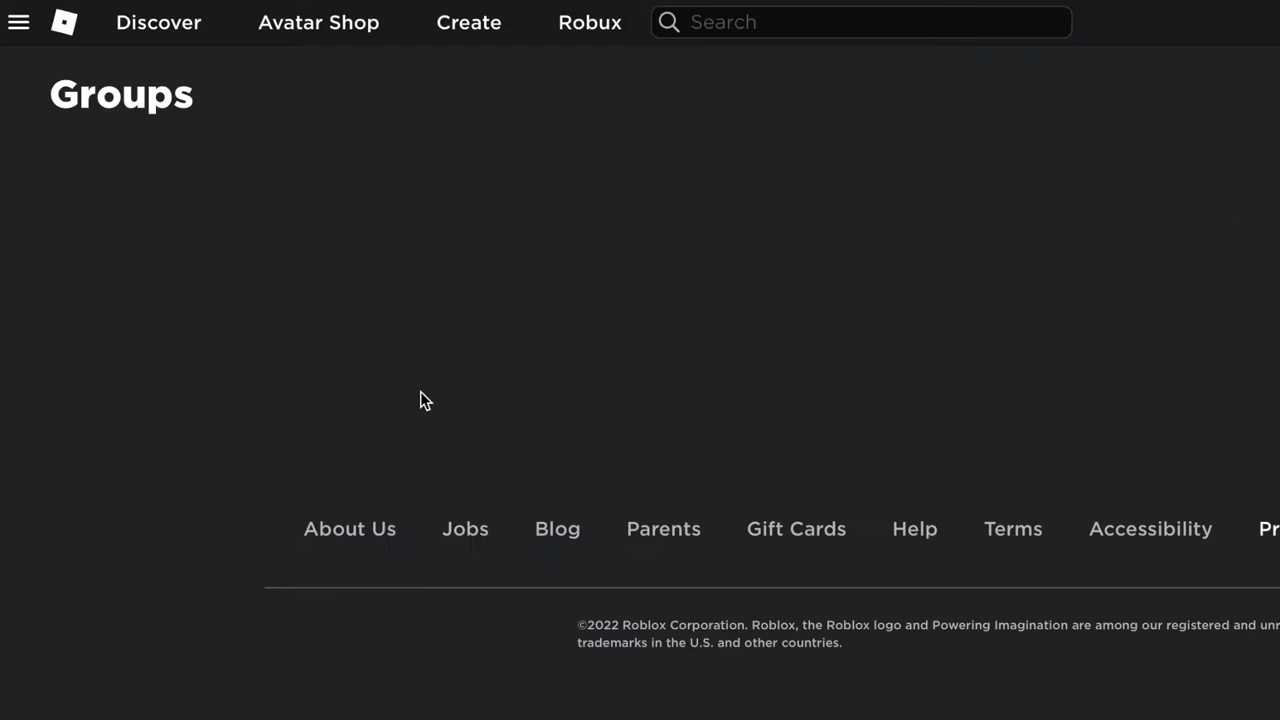 Discover Avatar Shop Create Robux Search
Groups
About Us Jobs Blog Parents Gift Cards Help Terms Accessibility
©2022 Roblox Corporation. Roblox, the Roblox logo and Powering Imagination are among our registered and
trademarks in the U.S. and other countries.